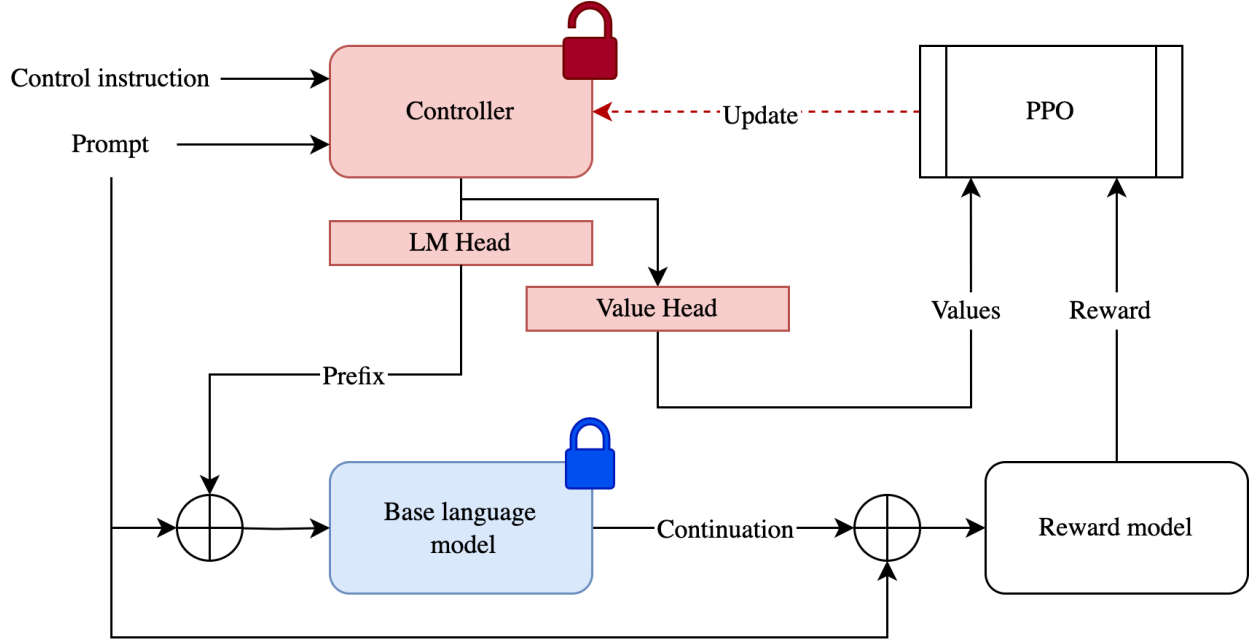 Control instruction
Controller
Update
PPO
Prompt
LM Head
Value Head
Values
Reward
Prefix
Base language
model
Continuation
Reward model